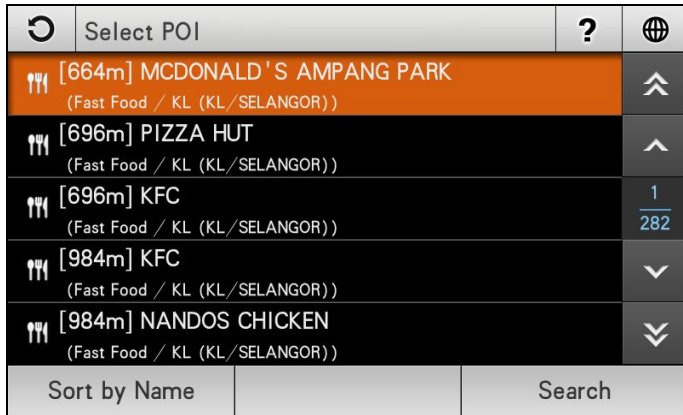 Select POI
?
[664m] MCDONALD'S AMPANG PARK
(Fast Food / KL (KL/SELANGOR))
[696m] PIZZA HUT
(Fast Food / KL (KL/SELANGOR))
[696m] KFC
(Fast Food / KL (KL/SELANGOR))
1
282
[984m] KFC
(Fast Food / KL (KL/SELANGOR))
[984m] NANDOS CHICKEN
(Fast Food / KL (KL/SELANGOR))
Sort by Name
Search